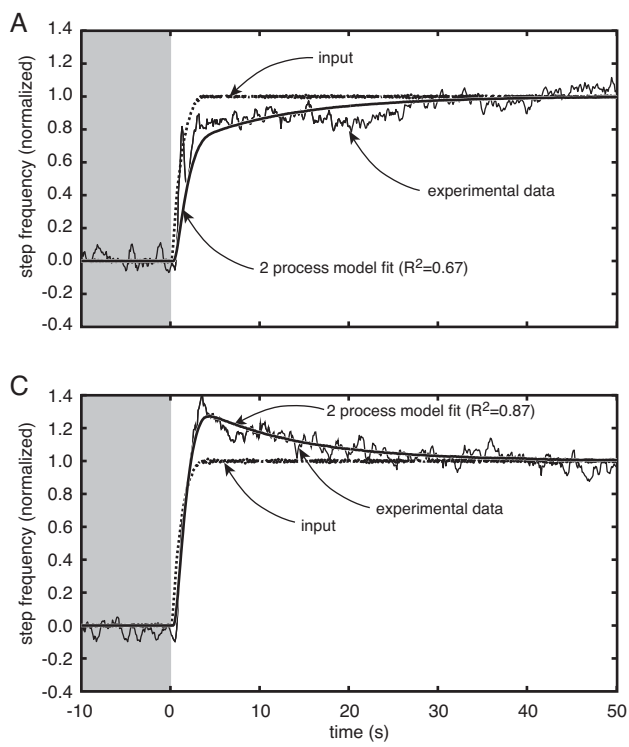 A
1.4
1.2
1.0
0.8
0.6
0.4
0.2
0.0
-0.2
-0.4
step frequency (normalized)
input
experimental data
2 process model fit (R²=0.67)
C
1.4
1.2
1.0
0.8
0.6
0.4
0.2
0.0
-0.2
-0.4
step frequency (normalized)
2 process model fit (R²=0.87)
experimental data
input
-10 0 10 20 30 40 50
time (s)